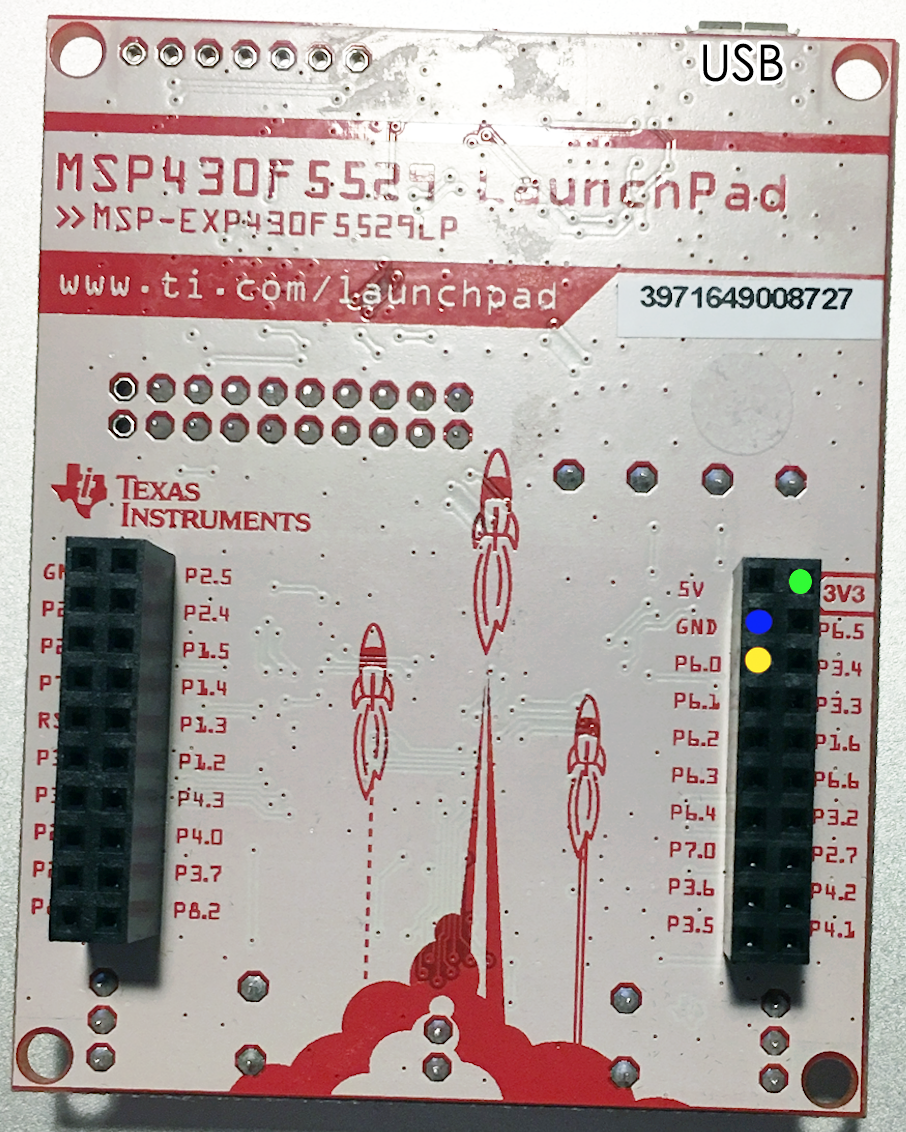 USB
MSP430F5529 LaunchPad
>>MSP-EXP430F5529LP
www.ti.com/launchpad
3971649008727
ti
TEXAS
INSTRUMENTS
P2.5
P2.4
P1.5
P1.4
P1.3
P1.2
P4.3
P4.0
P3.7
P8.2
5V
GND
P6.0
P6.1
P6.2
P6.3
P6.4
P7.0
P3.6
P3.5
3V3
P6.5
P3.4
P3.3
P1.6
P6.6
P3.2
P2.7
P4.2
P4.1